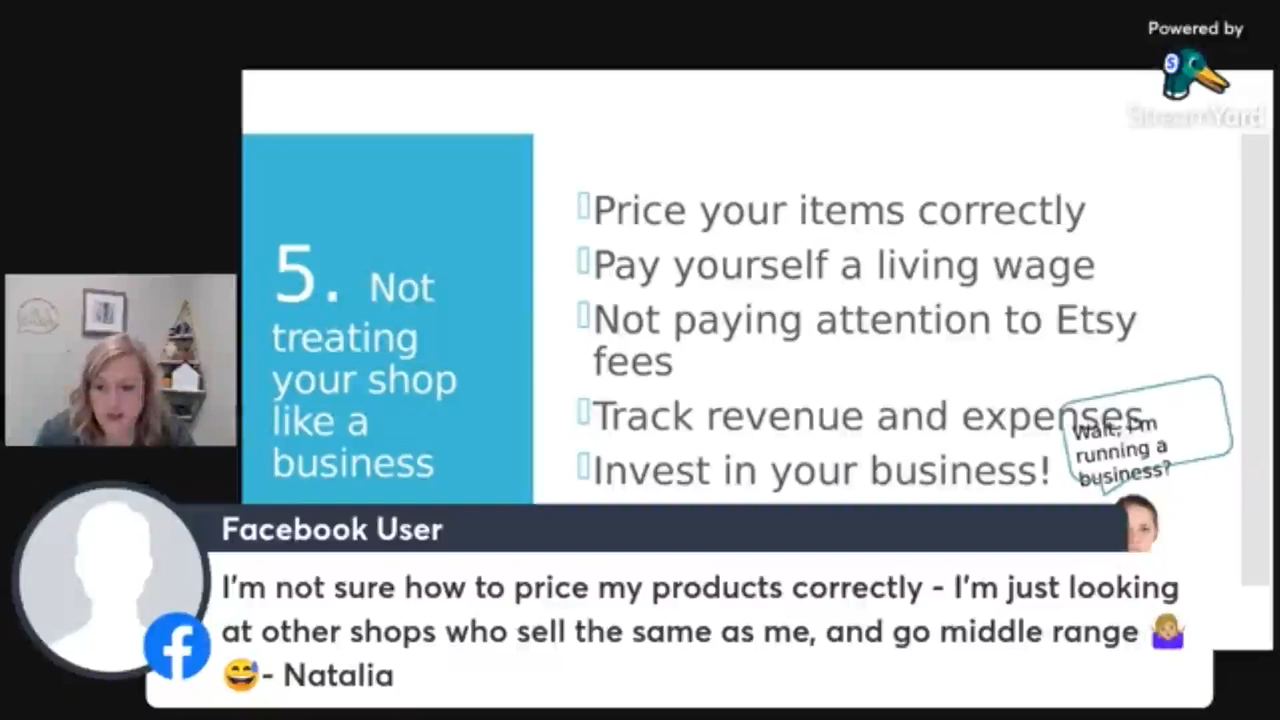 Powered by
StreamYard
5. Not
treating
your shop
like a
business
Price your items correctly
Pay yourself a living wage
Not paying attention to Etsy
fees
Track revenue and expenses
Invest in your business!
Wait, I'm
running a
business?
Facebook User
I'm not sure how to price my products correctly - I'm just looking
at other shops who sell the same as me, and go middle range 🤷🏼‍♀️
😅- Natalia